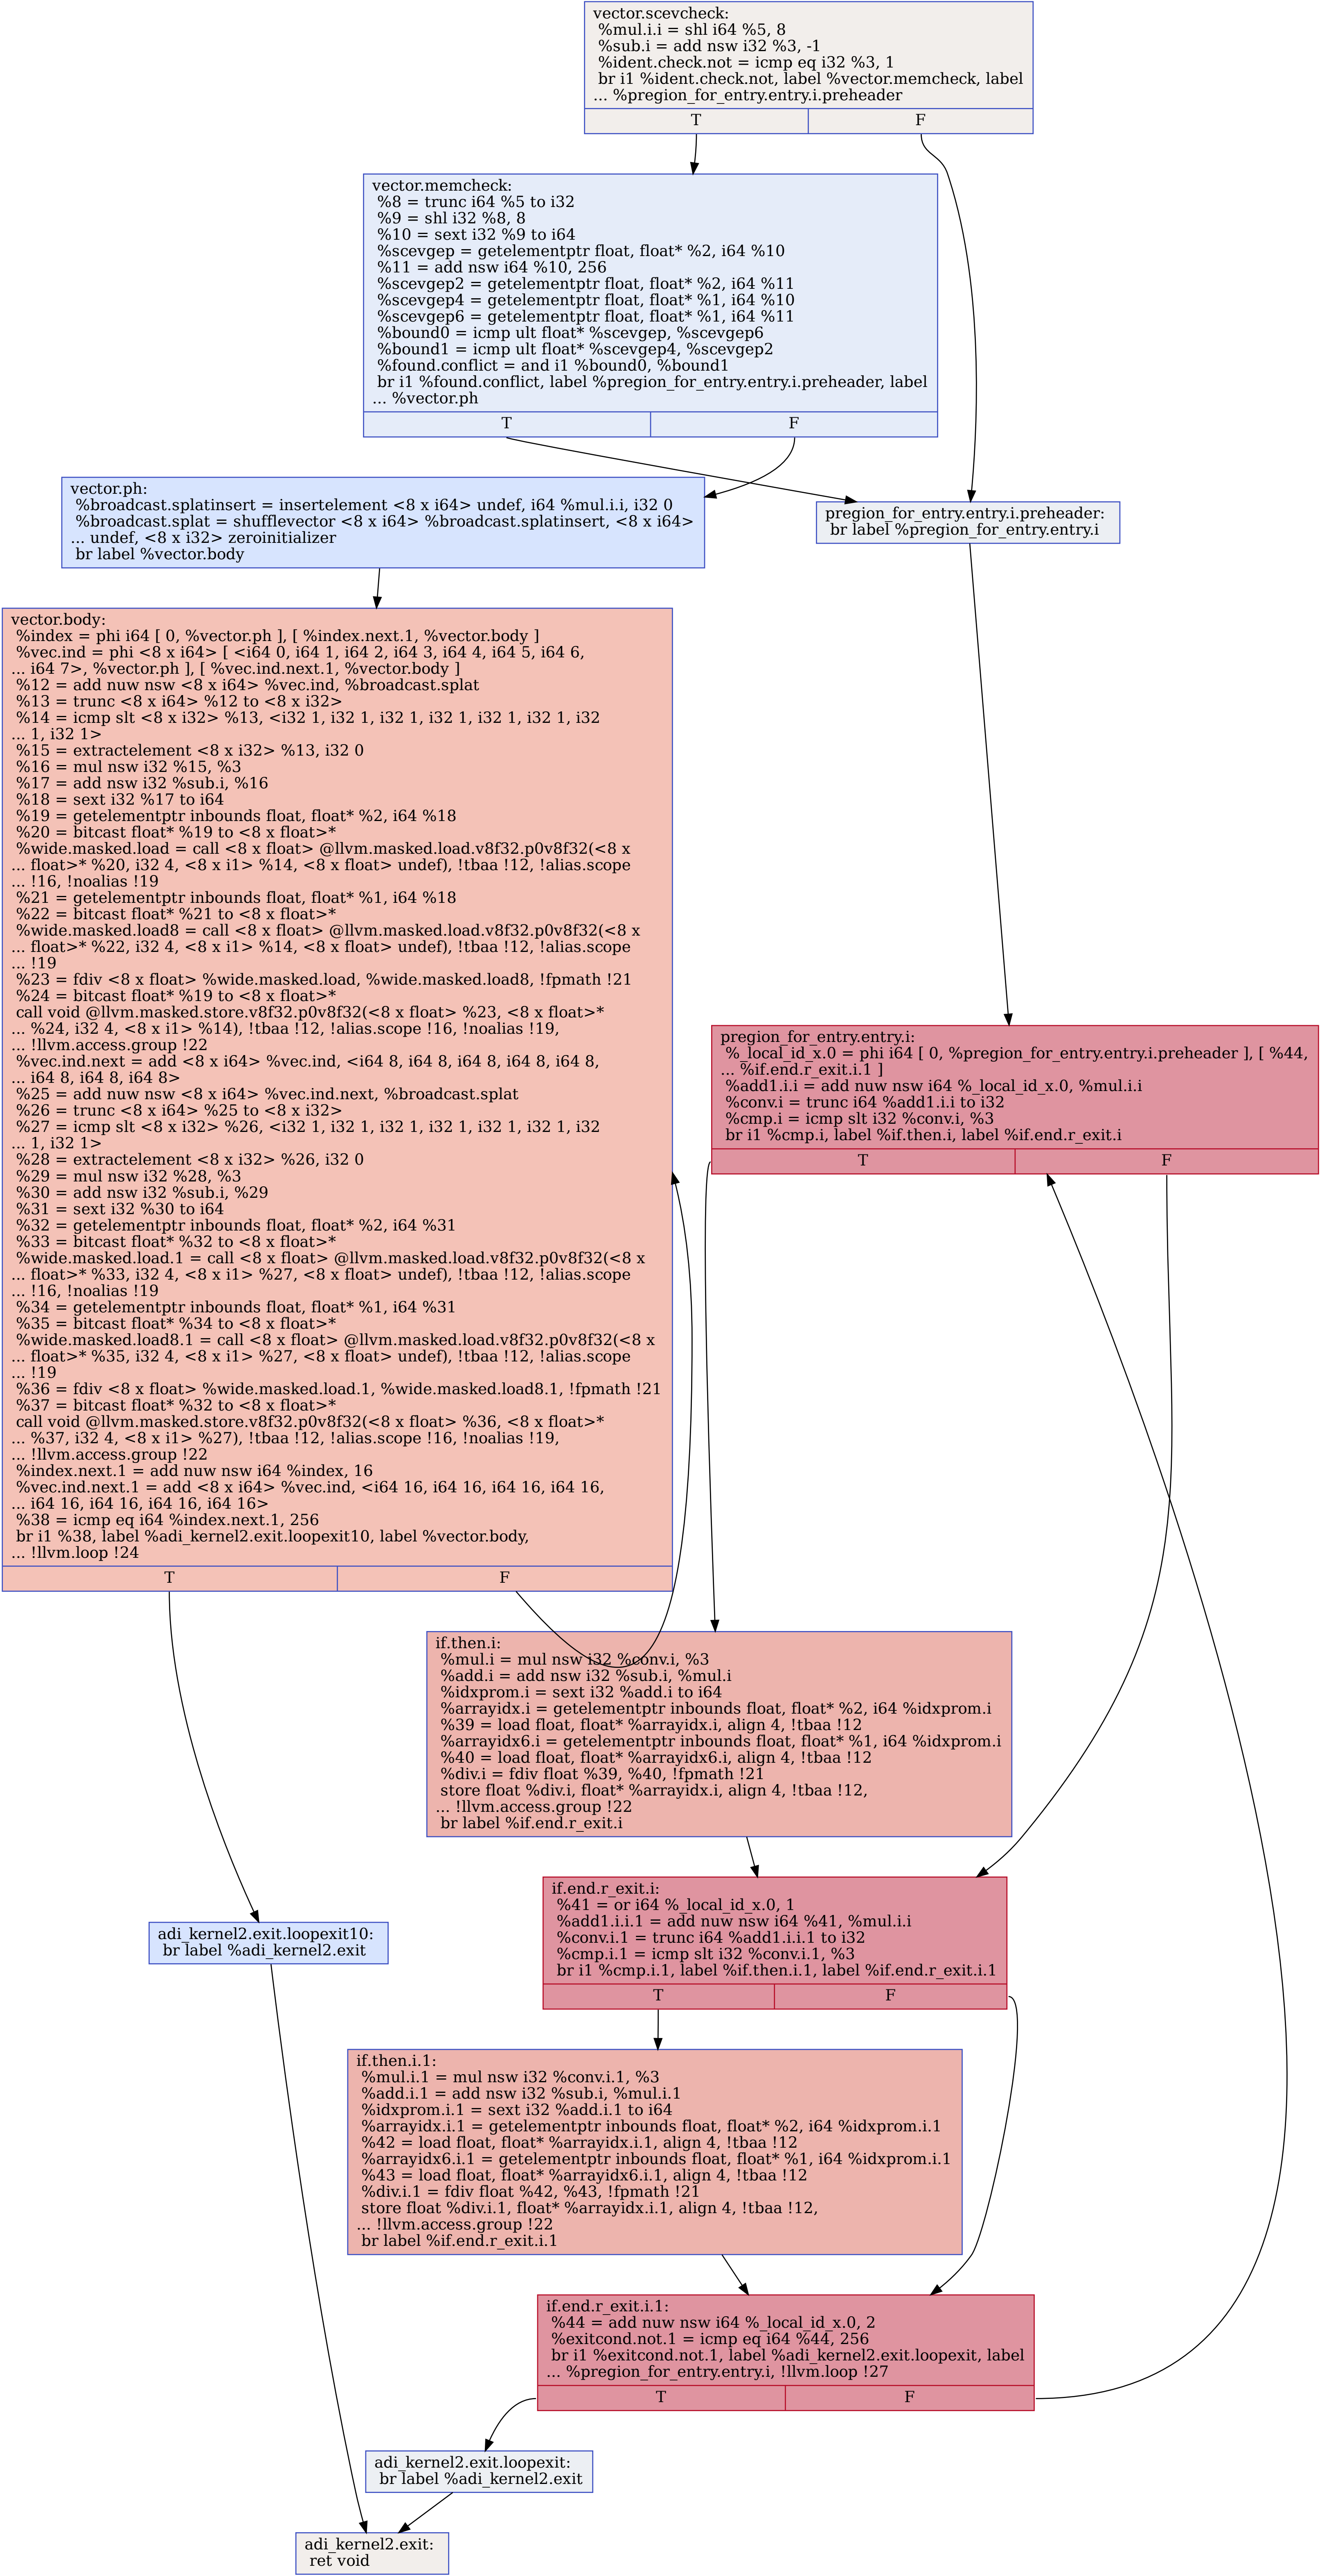 vector.scevcheck:
%mul.i.i = shl i64 %5, 8
%sub.i = add nsw i32 %3, -1
%ident.check.not = icmp eq i32 %3, 1
br i1 %ident.check.not, label %vector.memcheck, label
... %pregion_for_entry.entry.i.preheader
T
F
vector.memcheck:
%8 = trunc i64 %5 to i32
%9 = shl i32 %8, 8
%10 = sext i32 %9 to i64
%scevgep = getelementptr float, float* %2, i64 %10
%11 = add nsw i64 %10, 256
%scevgep2 = getelementptr float, float* %2, i64 %11
%scevgep4 = getelementptr float, float* %1, i64 %10
%scevgep6 = getelementptr float, float* %1, i64 %11
%bound0 = icmp ult float* %scevgep, %scevgep6
%bound1 = icmp ult float* %scevgep4, %scevgep2
%found.conflict = and i1 %bound0, %bound1
br i1 %found.conflict, label %pregion_for_entry.entry.i.preheader, label
... %vector.ph
T
F
vector.ph:
%broadcast.splatinsert = insertelement <8 x i64> undef, i64 %mul.i.i, i32 0
%broadcast.splat = shufflevector <8 x i64> %broadcast.splatinsert, <8 x i64>
... undef, <8 x i32> zeroinitializer
br label %vector.body
pregion_for_entry.entry.i.preheader:
br label %pregion_for_entry.entry.i
vector.body:
%index = phi i64 [ 0, %vector.ph ], [ %index.next.1, %vector.body ]
%vec.ind = phi <8 x i64> [ <i64 0, i64 1, i64 2, i64 3, i64 4, i64 5, i64 6,
... i64 7>, %vector.ph ], [ %vec.ind.next.1, %vector.body ]
%12 = add nuw nsw <8 x i64> %vec.ind, %broadcast.splat
%13 = trunc <8 x i64> %12 to <8 x i32>
%14 = icmp slt <8 x i32> %13, <i32 1, i32 1, i32 1, i32 1, i32 1, i32 1, i32
... 1, i32 1>
%15 = extractelement <8 x i32> %13, i32 0
%16 = mul nsw i32 %15, %3
%17 = add nsw i32 %sub.i, %16
%18 = sext i32 %17 to i64
%19 = getelementptr inbounds float, float* %2, i64 %18
%20 = bitcast float* %19 to <8 x float>*
%wide.masked.load = call <8 x float> @llvm.masked.load.v8f32.p0v8f32(<8 x
... float>* %20, i32 4, <8 x i1> %14, <8 x float> undef), !tbaa !12, !alias.scope
... !16, !noalias !19
%21 = getelementptr inbounds float, float* %1, i64 %18
%22 = bitcast float* %21 to <8 x float>*
%wide.masked.load8 = call <8 x float> @llvm.masked.load.v8f32.p0v8f32(<8 x
... float>* %22, i32 4, <8 x i1> %14, <8 x float> undef), !tbaa !12, !alias.scope
... !19
%23 = fdiv <8 x float> %wide.masked.load, %wide.masked.load8, !fpmath !21
%24 = bitcast float* %19 to <8 x float>*
call void @llvm.masked.store.v8f32.p0v8f32(<8 x float> %23, <8 x float>*
... %24, i32 4, <8 x i1> %14), !tbaa !12, !alias.scope !16, !noalias !19,
... !llvm.access.group !22
%vec.ind.next = add <8 x i64> %vec.ind, <i64 8, i64 8, i64 8, i64 8, i64 8,
... i64 8, i64 8, i64 8>
%25 = add nuw nsw <8 x i64> %vec.ind.next, %broadcast.splat
%26 = trunc <8 x i64> %25 to <8 x i32>
%27 = icmp slt <8 x i32> %26, <i32 1, i32 1, i32 1, i32 1, i32 1, i32 1, i32
... 1, i32 1>
%28 = extractelement <8 x i32> %26, i32 0
%29 = mul nsw i32 %28, %3
%30 = add nsw i32 %sub.i, %29
%31 = sext i32 %30 to i64
%32 = getelementptr inbounds float, float* %2, i64 %31
%33 = bitcast float* %32 to <8 x float>*
%wide.masked.load.1 = call <8 x float> @llvm.masked.load.v8f32.p0v8f32(<8 x
... float>* %33, i32 4, <8 x i1> %27, <8 x float> undef), !tbaa !12, !alias.scope
... !16, !noalias !19
%34 = getelementptr inbounds float, float* %1, i64 %31
%35 = bitcast float* %34 to <8 x float>*
%wide.masked.load8.1 = call <8 x float> @llvm.masked.load.v8f32.p0v8f32(<8 x
... float>* %35, i32 4, <8 x i1> %27, <8 x float> undef), !tbaa !12, !alias.scope
... !19
%36 = fdiv <8 x float> %wide.masked.load.1, %wide.masked.load8.1, !fpmath !21
%37 = bitcast float* %32 to <8 x float>*
call void @llvm.masked.store.v8f32.p0v8f32(<8 x float> %36, <8 x float>*
... %37, i32 4, <8 x i1> %27), !tbaa !12, !alias.scope !16, !noalias !19,
... !llvm.access.group !22
%index.next.1 = add nuw nsw i64 %index, 16
%vec.ind.next.1 = add <8 x i64> %vec.ind, <i64 16, i64 16, i64 16, i64 16,
... i64 16, i64 16, i64 16, i64 16>
%38 = icmp eq i64 %index.next.1, 256
br i1 %38, label %adi_kernel2.exit.loopexit10, label %vector.body,
... !llvm.loop !24
T
F
pregion_for_entry.entry.i:
%_local_id_x.0 = phi i64 [ 0, %pregion_for_entry.entry.i.preheader ], [ %44,
... %if.end.r_exit.i.1 ]
%add1.i.i = add nuw nsw i64 %_local_id_x.0, %mul.i.i
%conv.i = trunc i64 %add1.i.i to i32
%cmp.i = icmp slt i32 %conv.i, %3
br i1 %cmp.i, label %if.then.i, label %if.end.r_exit.i
T
F
if.then.i:
%mul.i = mul nsw i32 %conv.i, %3
%add.i = add nsw i32 %sub.i, %mul.i
%idxprom.i = sext i32 %add.i to i64
%arrayidx.i = getelementptr inbounds float, float* %2, i64 %idxprom.i
%39 = load float, float* %arrayidx.i, align 4, !tbaa !12
%arrayidx6.i = getelementptr inbounds float, float* %1, i64 %idxprom.i
%40 = load float, float* %arrayidx6.i, align 4, !tbaa !12
%div.i = fdiv float %39, %40, !fpmath !21
store float %div.i, float* %arrayidx.i, align 4, !tbaa !12,
... !llvm.access.group !22
br label %if.end.r_exit.i
if.end.r_exit.i:
%41 = or i64 %_local_id_x.0, 1
%add1.i.i.1 = add nuw nsw i64 %41, %mul.i.i
%conv.i.1 = trunc i64 %add1.i.i.1 to i32
%cmp.i.1 = icmp slt i32 %conv.i.1, %3
br i1 %cmp.i.1, label %if.then.i.1, label %if.end.r_exit.i.1
T
F
adi_kernel2.exit.loopexit10:
br label %adi_kernel2.exit
if.then.i.1:
%mul.i.1 = mul nsw i32 %conv.i.1, %3
%add.i.1 = add nsw i32 %sub.i, %mul.i.1
%idxprom.i.1 = sext i32 %add.i.1 to i64
%arrayidx.i.1 = getelementptr inbounds float, float* %2, i64 %idxprom.i.1
%42 = load float, float* %arrayidx.i.1, align 4, !tbaa !12
%arrayidx6.i.1 = getelementptr inbounds float, float* %1, i64 %idxprom.i.1
%43 = load float, float* %arrayidx6.i.1, align 4, !tbaa !12
%div.i.1 = fdiv float %42, %43, !fpmath !21
store float %div.i.1, float* %arrayidx.i.1, align 4, !tbaa !12,
... !llvm.access.group !22
br label %if.end.r_exit.i.1
if.end.r_exit.i.1:
%44 = add nuw nsw i64 %_local_id_x.0, 2
%exitcond.not.1 = icmp eq i64 %44, 256
br i1 %exitcond.not.1, label %adi_kernel2.exit.loopexit, label
... %pregion_for_entry.entry.i, !llvm.loop !27
T
F
adi_kernel2.exit.loopexit:
br label %adi_kernel2.exit
adi_kernel2.exit:
ret void